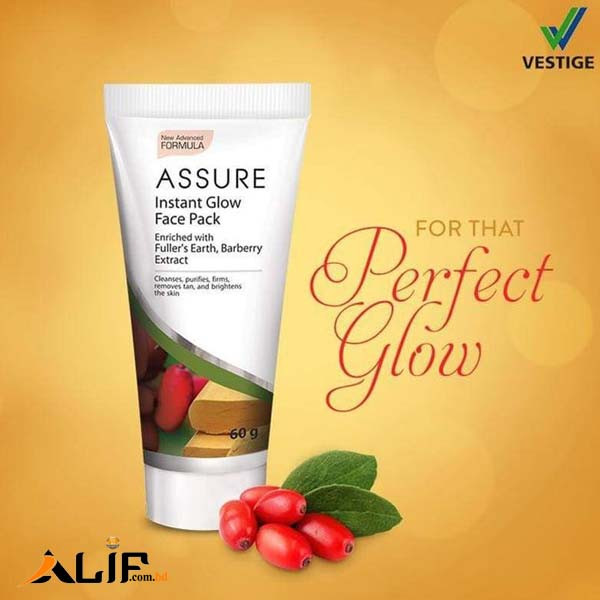 VESTIGE
New Advanced
FORMULA
ASSURE
Instant Glow
Face Pack
Enriched with
Fuller's Earth, Barberry
Extract
Cleanses, purifies, firms,
removes tan, and brightens
the skin
60 g
FOR THAT
Perfect
Glow
ALIF.com.bd